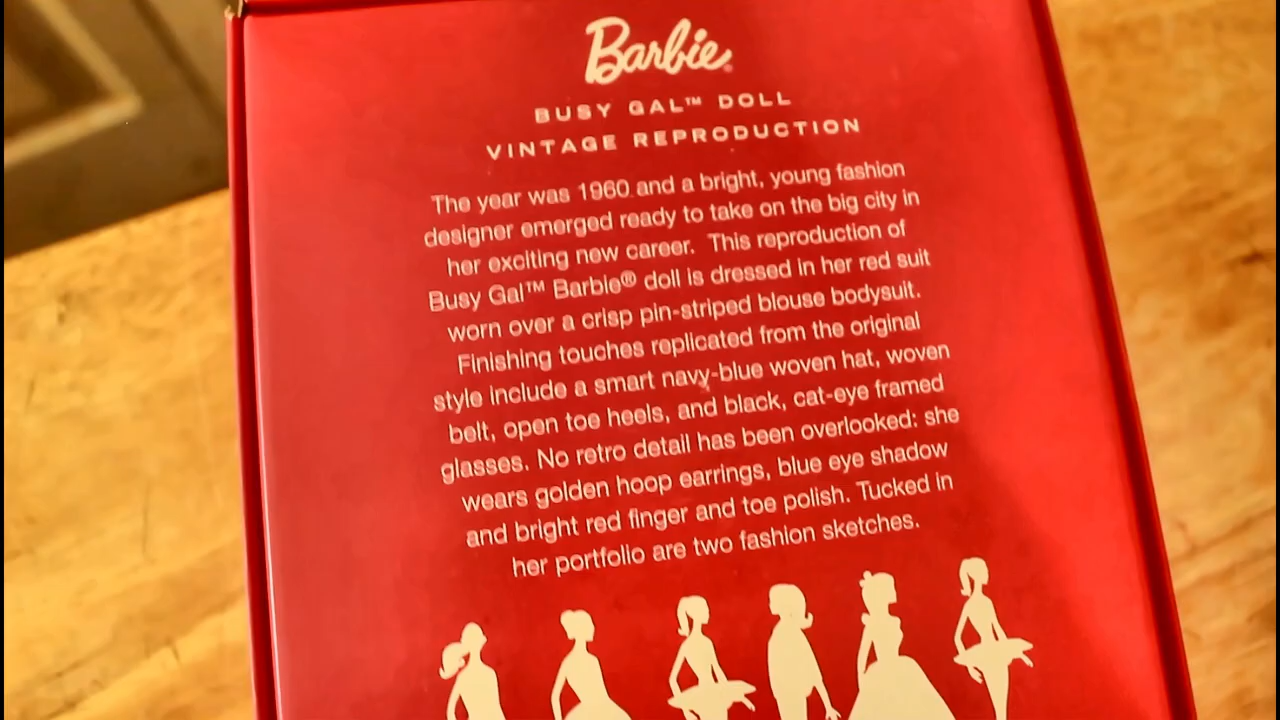 Barbie®
BUSY GAL™ DOLL
VINTAGE REPRODUCTION
The year was 1960 and a bright, young fashion
designer emerged ready to take on the big city in
her exciting new career. This reproduction of
Busy Gal™ Barbie® doll is dressed in her red suit
worn over a crisp pin-striped blouse bodysuit.
Finishing touches replicated from the original
style include a smart navy-blue woven hat, woven
belt, open toe heels, and black, cat-eye framed
glasses. No retro detail has been overlooked: she
wears golden hoop earrings, blue eye shadow
and bright red finger and toe polish. Tucked in
her portfolio are two fashion sketches.